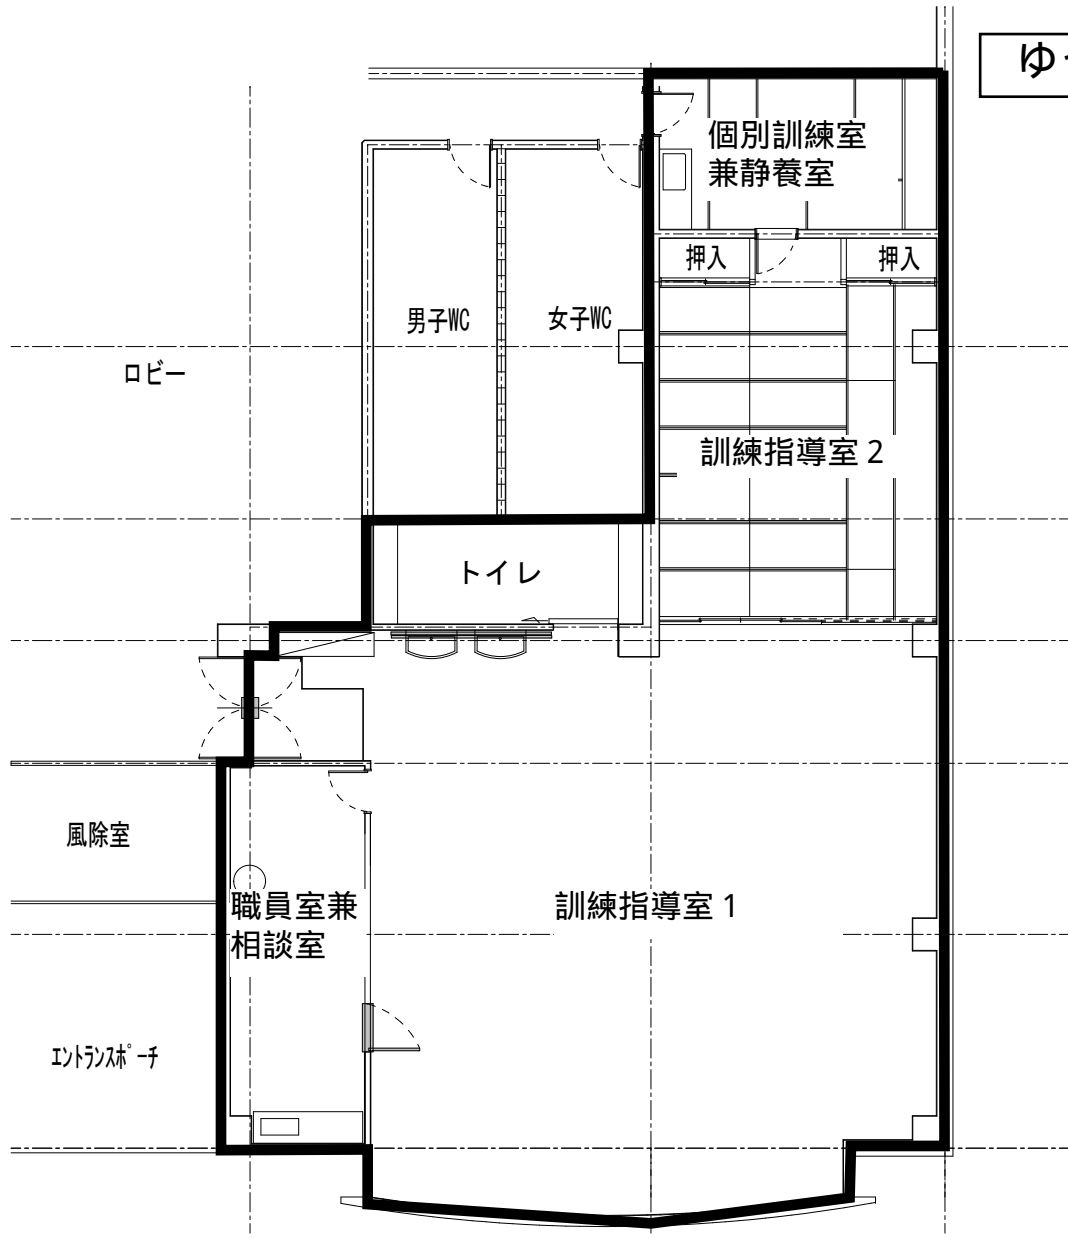 ゆ
個別訓練室
兼静養室
押入
押入
男子WC
女子WC
ロビー
訓練指導室２
トイレ
風除室
職員室兼
相談室
訓練指導室１
ｴﾝﾄﾗﾝｽﾎﾟｰﾁ